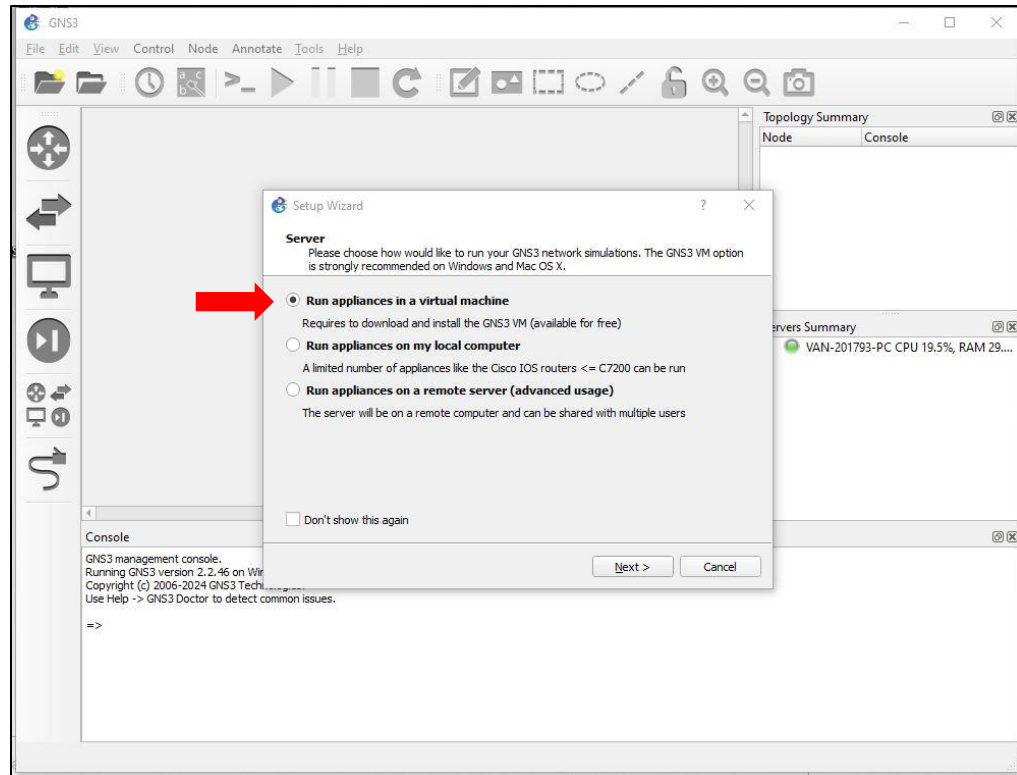 GNS3
File Edit View Control Node Annotate Tools Help
Topology Summary
Node Console
Setup Wizard
Server
Please choose how would like to run your GNS3 network simulations. The GNS3 VM option
is strongly recommended on Windows and Mac OS X.
Run appliances in a virtual machine
Requires to download and install the GNS3 VM (available for free)
Run appliances on my local computer
A limited number of appliances like the Cisco IOS routers <= C7200 can be run
Run appliances on a remote server (advanced usage)
The server will be on a remote computer and can be shared with multiple users
Don't show this again
Next > Cancel
ervers Summary
VAN-201793-PC CPU 19.5%, RAM 29....
Console
GNS3 management console.
Running GNS3 version 2.2.46 on Wi
Copyright (c) 2006-2024 GNS3
Use Help -> GNS3 Doctor to detect common issues.
=>